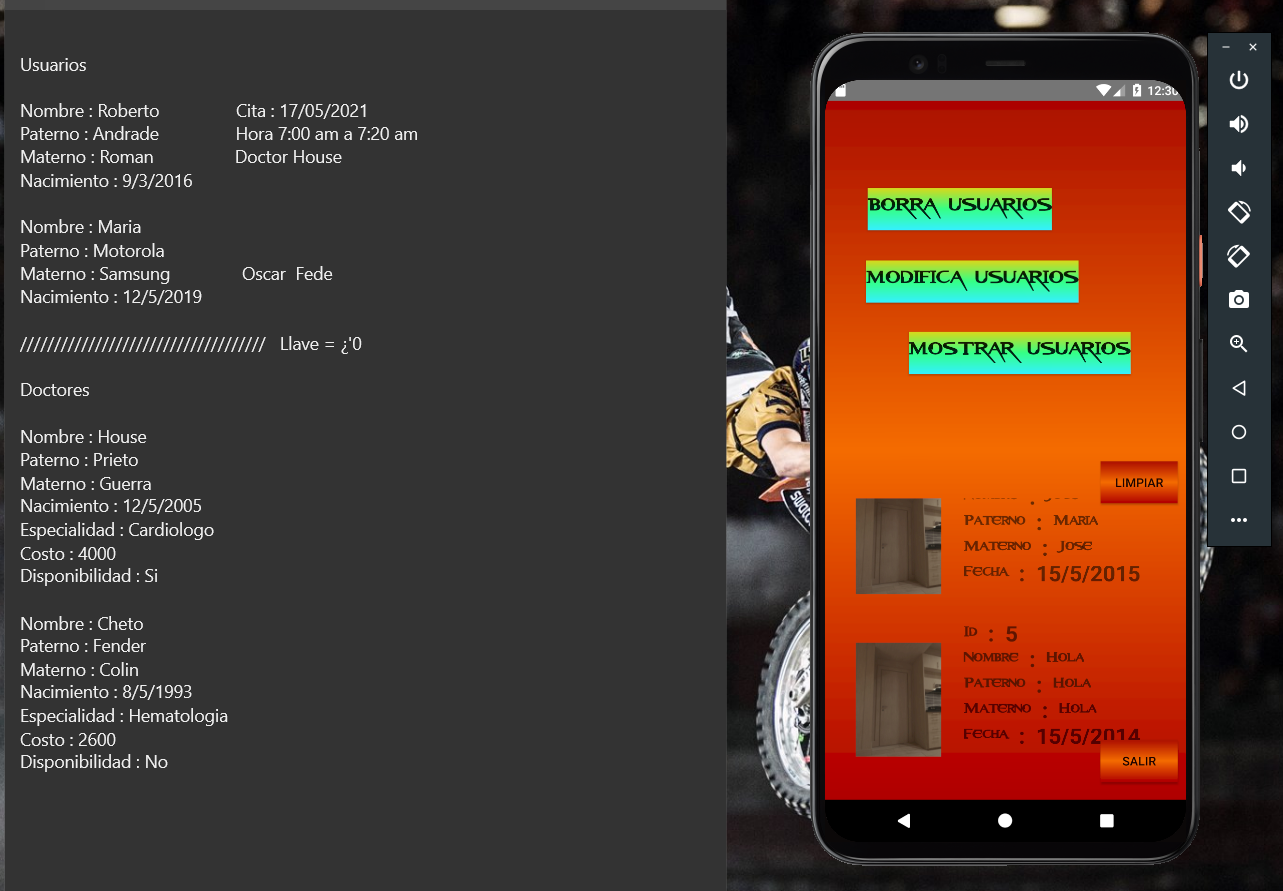 Usuarios
Nombre : Roberto Cita : 17/05/2021
Paterno : Andrade Hora 7:00 am a 7:20 am
Materno : Roman Doctor House
Nacimiento : 9/3/2016
Nombre : Maria
Paterno : Motorola
Materno : Samsung Oscar Fede
Nacimiento : 12/5/2019
/////////////////////////////////// Llave = ¿'0
Doctores
Nombre : House
Paterno : Prieto
Materno : Guerra
Nacimiento : 12/5/2005
Especialidad : Cardiologo
Costo : 4000
Disponibilidad : Si
Nombre : Cheto
Paterno : Fender
Materno : Colin
Nacimiento : 8/5/1993
Especialidad : Hematologia
Costo : 2600
Disponibilidad : No
12:30
BORRA USUARIOS
MODIFICA USUARIOS
MOSTRAR USUARIOS
LIMPIAR
Paterno : Maria
Materno : Jose
Fecha : 15/5/2015
Id : 5
Nombre : Hola
Paterno : Hola
Materno : Hola
Fecha : 15/5/2014
SALIR